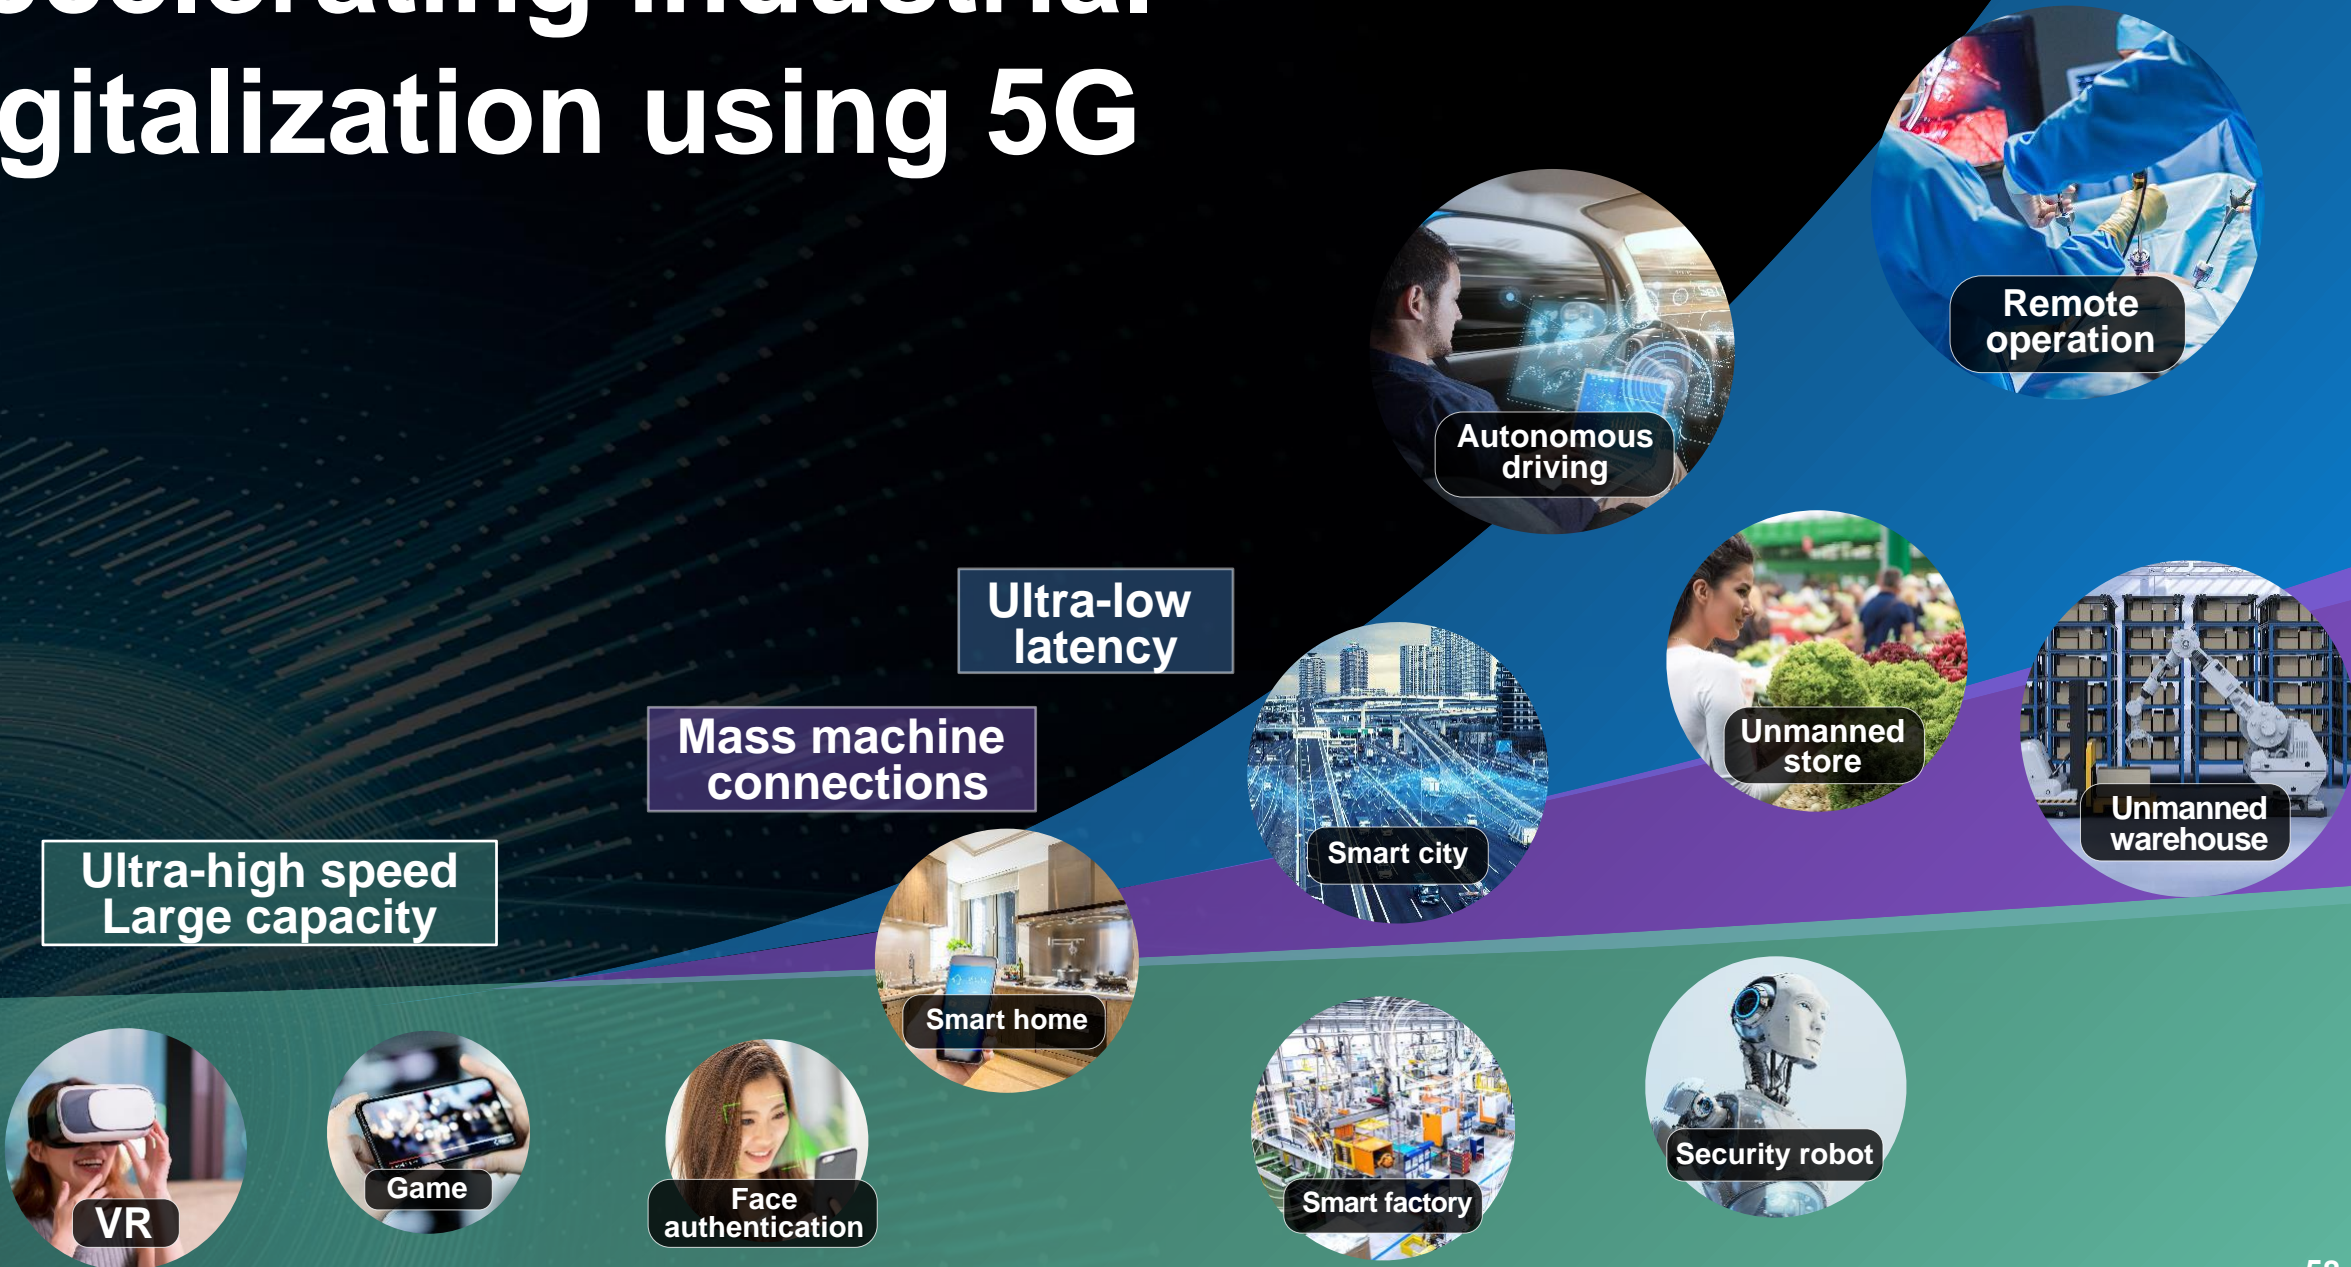 gitalization using 5G
Remote
operation
Autonomous
driving
Ultra-low
latency
Mass machine
connections
Unmanned
store
Unmanned
warehouse
Smart city
Ultra-high speed
Large capacity
Smart home
VR
Game
Face
authentication
Smart factory
Security robot